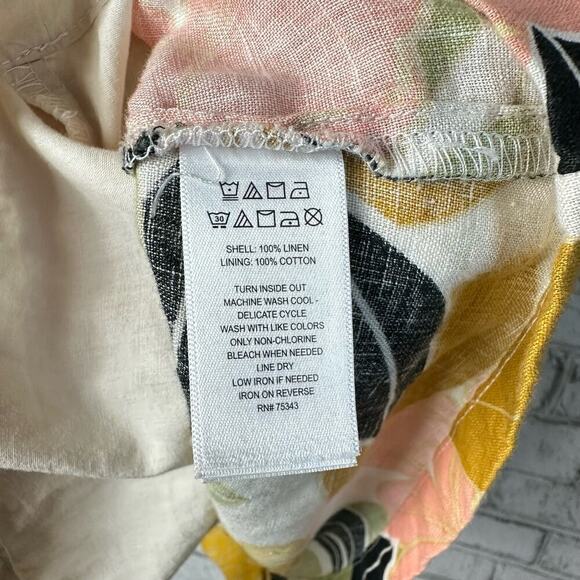 30
SHELL: 100% LINEN
LINING: 100% COTTON
TURN INSIDE OUT
MACHINE WASH COOL -
DELICATE CYCLE
WASH WITH LIKE COLORS
ONLY NON-CHLORINE
BLEACH WHEN NEEDED
LINE DRY
LOW IRON IF NEEDED
IRON ON REVERSE
RN# 75343